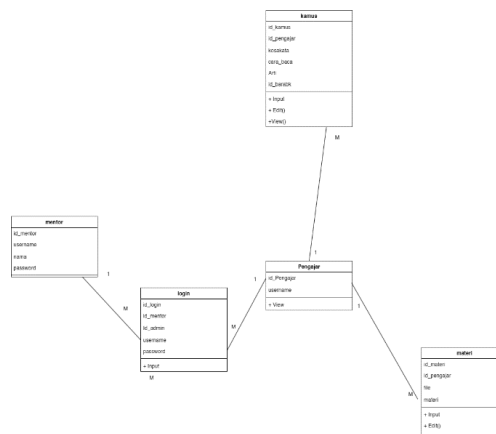 kamus
id_kamus
id_pengajar
kosakata
cara_baca
Arti
+ Input
+ Edit()
+View()
M
mentor
id_mentor
username
nama
password
1
1
Pengajar
id_Pengajar
username
+ View
1
1
login
id_login
id_mentor
id_admin
username
password
+ Input
M
M
M
materi
id_materi
id_pengajar
file
materi
+ Input
+ Edit()
M